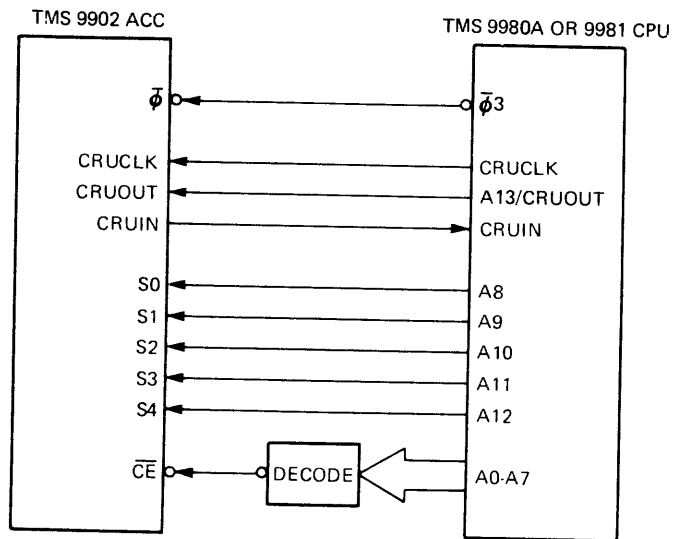 TMS 9902 ACC
TMS 9980A OR 9981 CPU
ϕ̅
ϕ̅3
CRUCLK
CRUCLK
CRUOUT
A13/CRUOUT
CRUIN
CRUIN
S0
A8
S1
A9
S2
A10
S3
A11
S4
A12
C̅E̅
DECODE
A0-A7